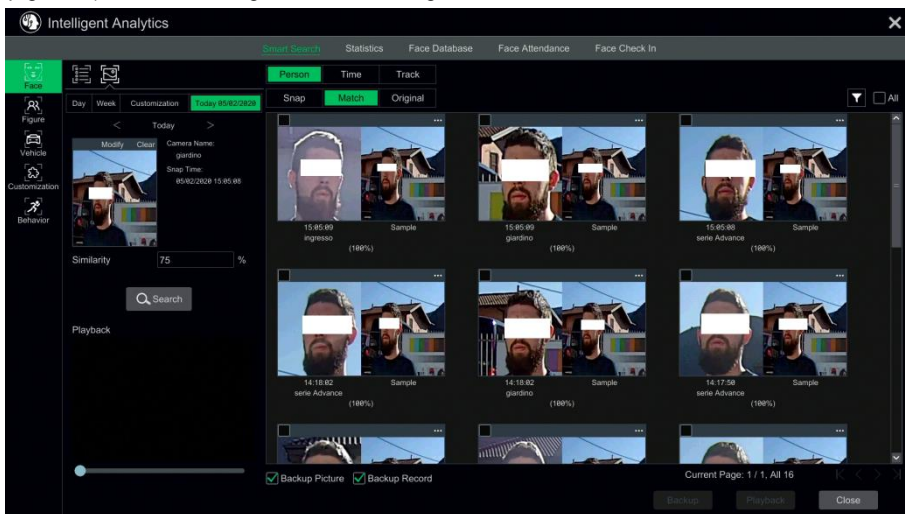 Intelligent Analytics
Smart Search Statistics Face Database Face Attendance Face Check In
Face
Figure
Vehicle
Customization
Behavior
Day Week Customization Today 05/02/2020
< Today >
Modify Clear
Camera Name:
giardino
Snap Time:
05/02/2020 15:05:08
Similarity 75 %
Search
Playback
Person Time Track
Snap Match Original
All
15:05:09 Sample
ingresso
(100%)
15:05:09 Sample
giardino
(100%)
15:05:08 Sample
serie Advance
(100%)
14:18:02 Sample
serie Advance
(100%)
14:18:02 Sample
giardino
(100%)
14:17:50 Sample
serie Advance
(100%)
Backup Picture Backup Record
Current Page: 1 / 1, All 16
Backup Playback Close